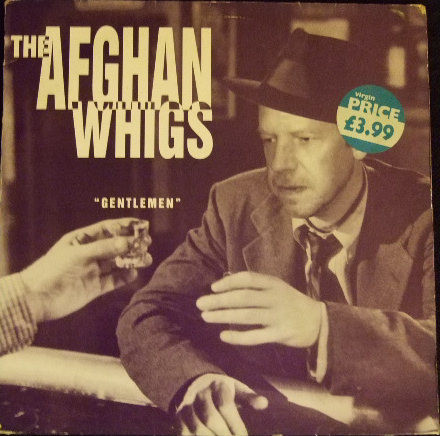 THE
AFGHAN
WHIGS
virgin
PRICE
£3.99
"GENTLEMEN"